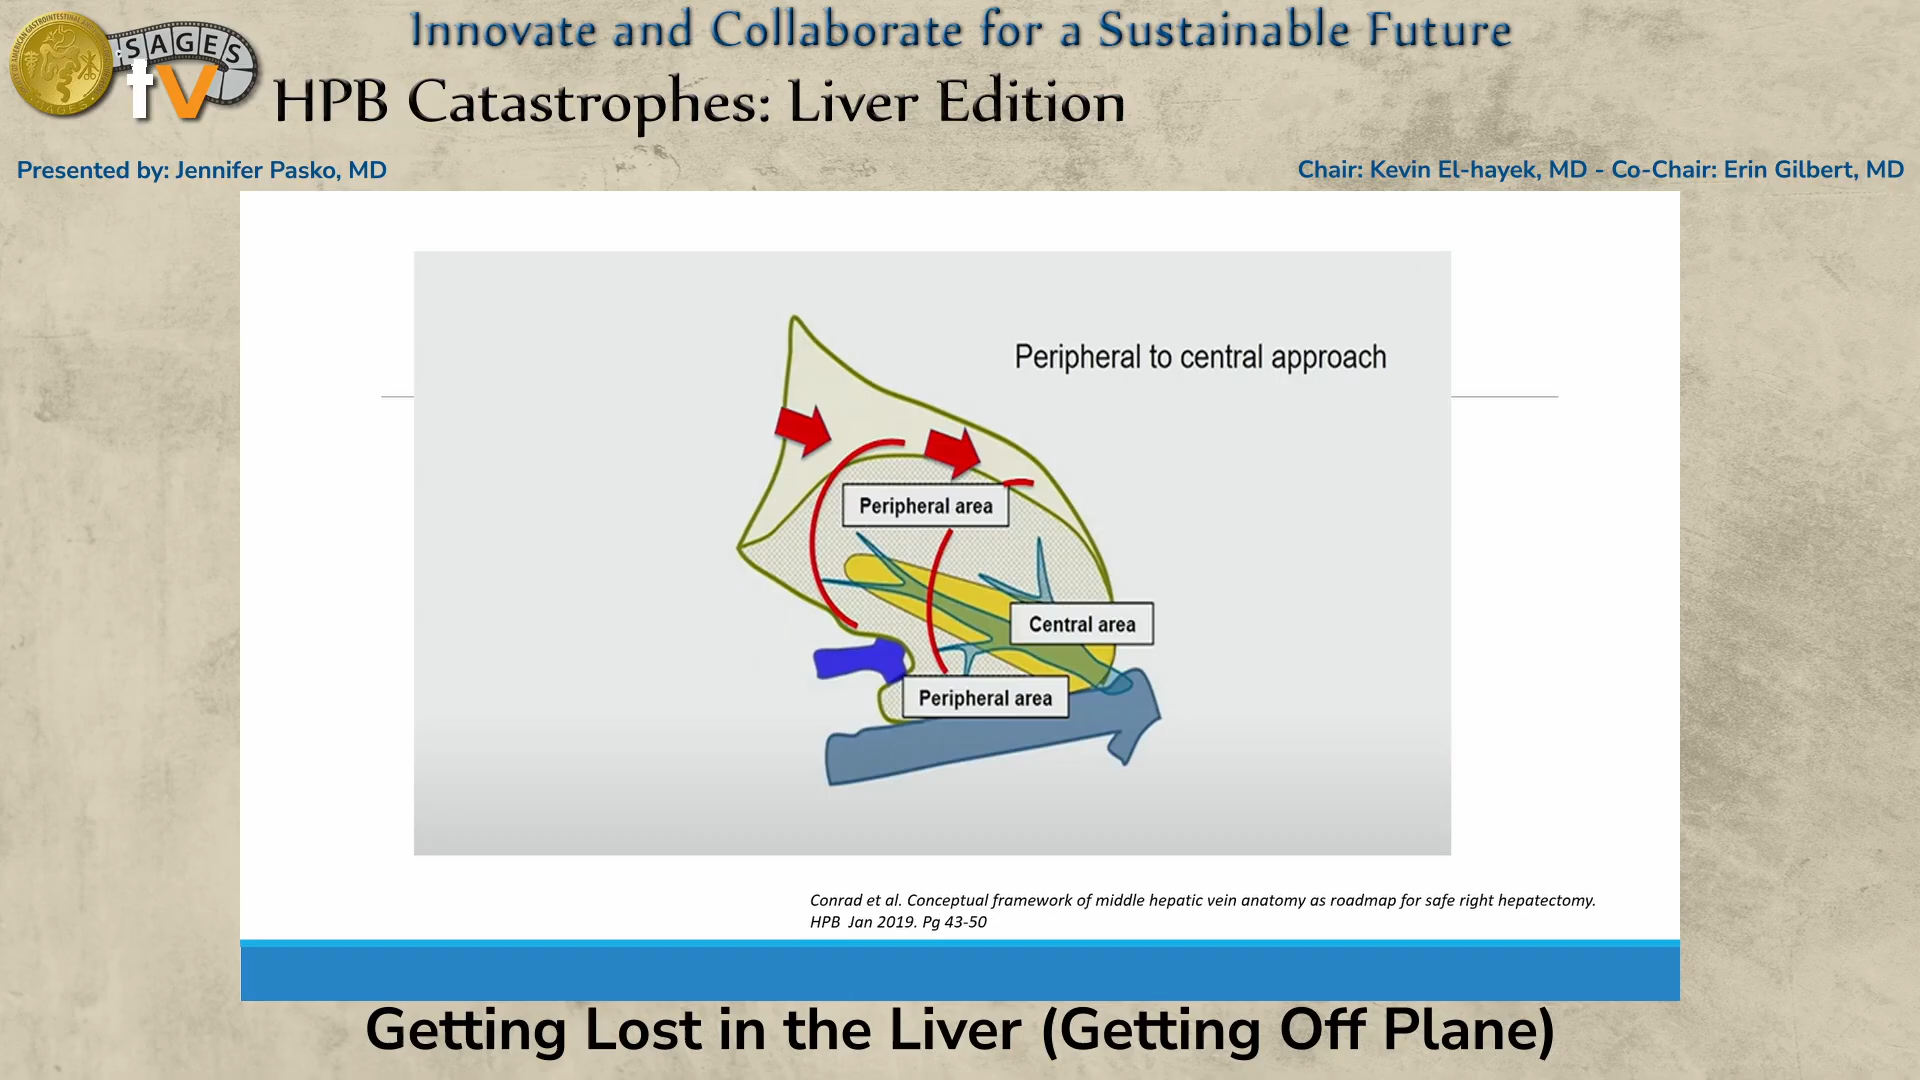 Innovate and Collaborate for a Sustainable Future
SAGES
tv
HPB Catastrophes: Liver Edition
Presented by: Jennifer Pasko, MD
Chair: Kevin El-hayek, MD - Co-Chair: Erin Gilbert, MD
Peripheral to central approach
Peripheral area
Central area
Peripheral area
Conrad et al. Conceptual framework of middle hepatic vein anatomy as roadmap for safe right hepatectomy.
HPB Jan 2019. Pg 43-50
Getting Lost in the Liver (Getting Off Plane)